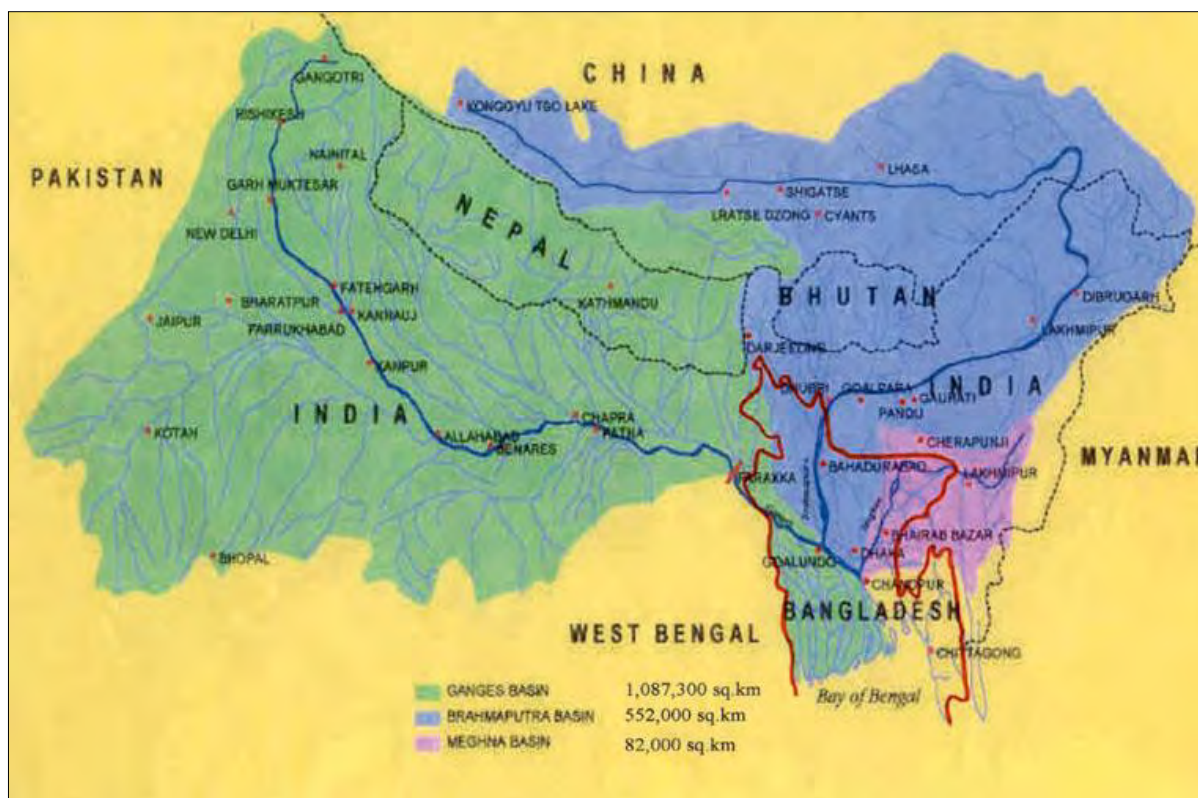 CHINA
GANGOTRI
KONGGYU TSO LAKE
RISHIKESH
NAINITAL
LHASA
PAKISTAN
GARH MUKTESAR
SHIGATSE
LRATSE DZONG
CYANTS
NEW DELHI
NEPAL
FATEHGARH
KATHMANDU
BHUTAN
DIBRUGARH
BHARATPUR
KANNAUJ
JAIPUR
FARRUKHABAD
LAKHMIPUR
DARJEELING
KANPUR
DHUBRI
GOALPARA
INDIA
GAURATI
PANDU
INDIA
CHAPRA
KOTAH
ALLAHABAD
PATNA
BENARES
CHERAPUNJI
MYANMAR
BAHADURABAD
LAKHMIPUR
FARAKKA
BHAIRAB BAZAR
BHOPAL
GOALUNDO
DHAKA
CHANDPUR
BANGLADESH
WEST BENGAL
CHITTAGONG
GANGES BASIN 1,087,300 sq.km
Bay of Bengal
BRAHMAPUTRA BASIN 552,000 sq.km
MEGHNA BASIN 82,000 sq.km